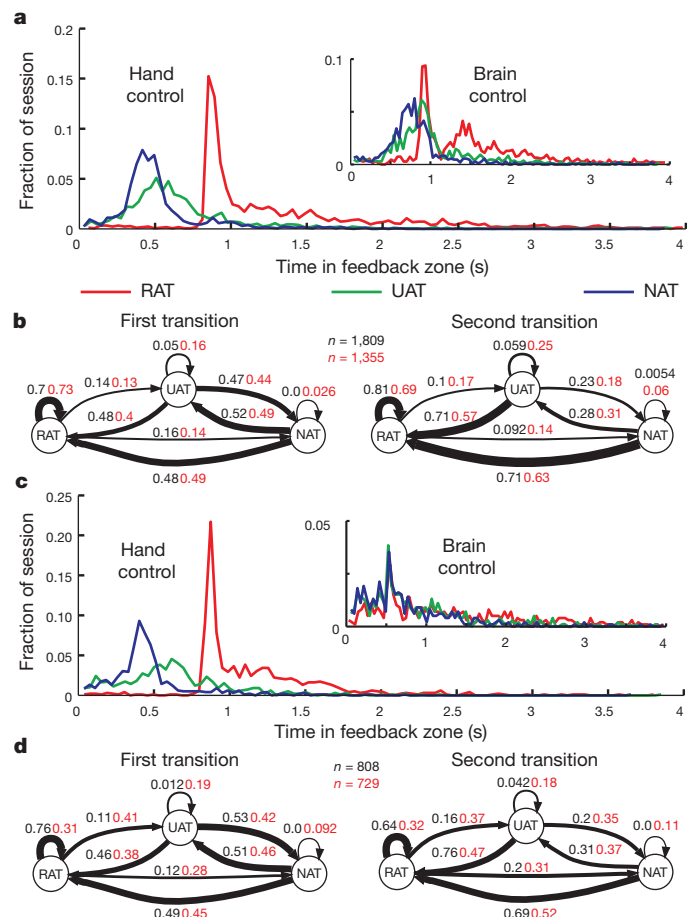 a
0.2
0.15
0.1
0.05
0
Fraction of session
Hand
control
0.1
0
0 1 2 3 4
Brain
control
0 0.5 1 1.5 2 2.5 3 3.5 4
Time in feedback zone (s)
RAT UAT NAT
b
First transition
n = 1,809
n = 1,355
Second transition
0.05 0.16
0.7 0.73
0.14 0.13
UAT
0.47 0.44
0.0 0.026
0.48 0.4
0.52 0.49
RAT
0.16 0.14
NAT
0.48 0.49
0.059 0.25
0.81 0.69
0.1 0.17
UAT
0.23 0.18
0.0054
0.06
0.71 0.57
0.28 0.31
RAT
0.092 0.14
NAT
0.71 0.63
c
0.25
0.20
0.15
0.10
0.05
0
Fraction of session
Hand
control
0.05
0
0 1 2 3 4
Brain
control
0 0.5 1 1.5 2 2.5 3 3.5 4
Time in feedback zone (s)
d
First transition
n = 808
n = 729
Second transition
0.012 0.19
0.76 0.31
0.11 0.41
UAT
0.53 0.42
0.0 0.092
0.46 0.38
0.51 0.46
RAT
0.12 0.28
NAT
0.49 0.45
0.042 0.18
0.64 0.32
0.16 0.37
UAT
0.2 0.35
0.0 0.11
0.76 0.47
0.31 0.37
RAT
0.2 0.31
NAT
0.69 0.52